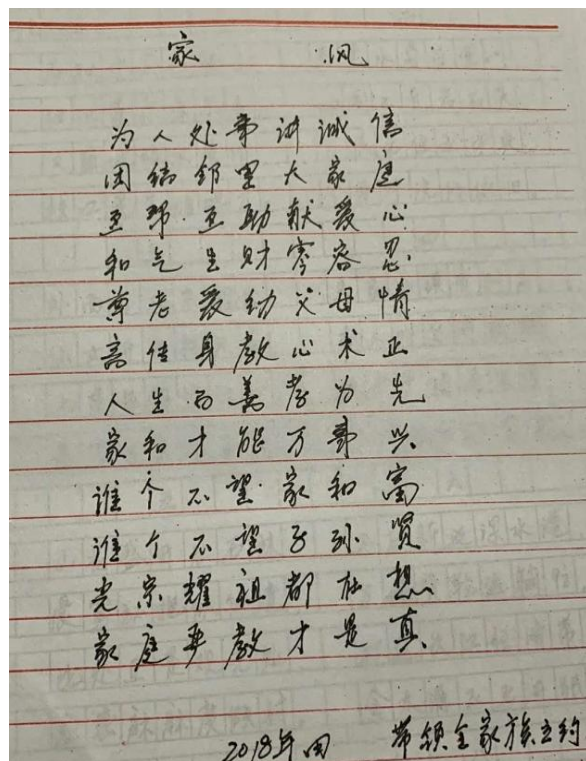 家 风
为人处事讲诚信
团结邻里大家庭
互帮互助献爱心
和气生财宽容忍
尊老爱幼父母情
言传身教心术正
人生百善孝为先
家和才能万事兴
谁个不望家和富
谁个不望子孙贤
光宗耀祖都在想
家庭要教才是真
2018年 带领全家族立约